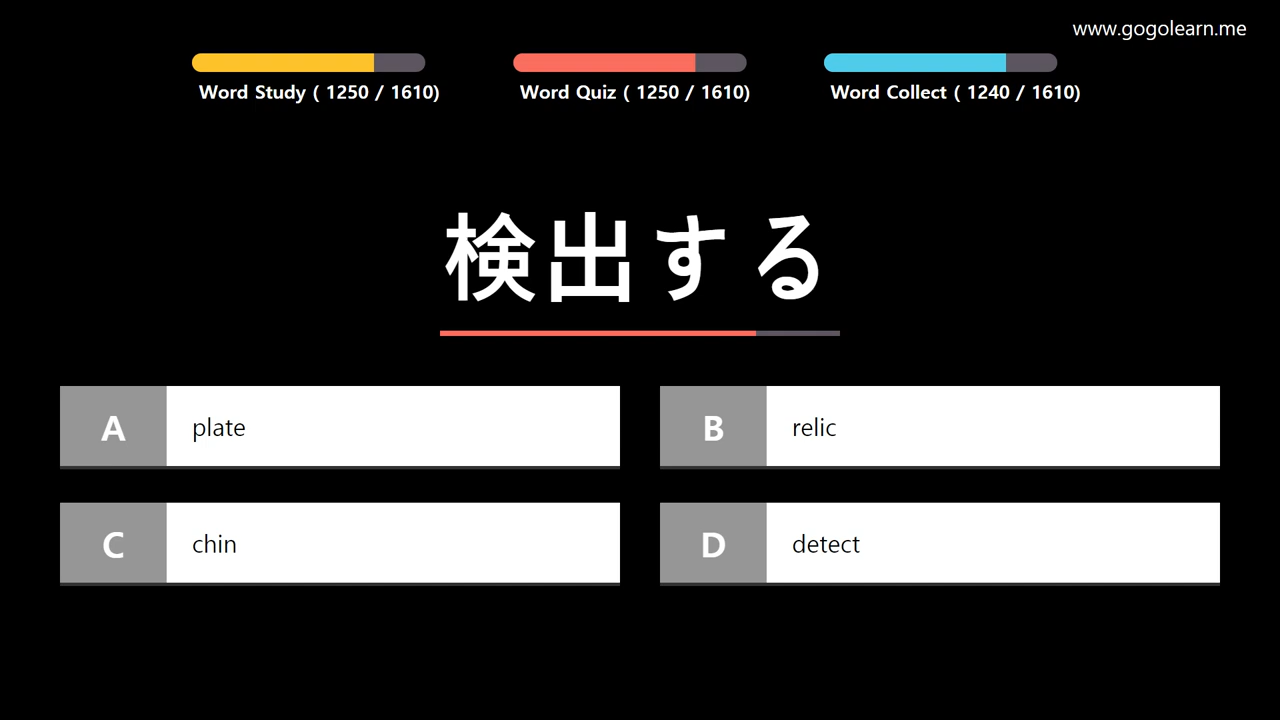 www.gogolearn.me
Word Study ( 1250 / 1610)
Word Quiz ( 1250 / 1610)
Word Collect ( 1240 / 1610)
検出する
A plate
B relic
C chin
D detect